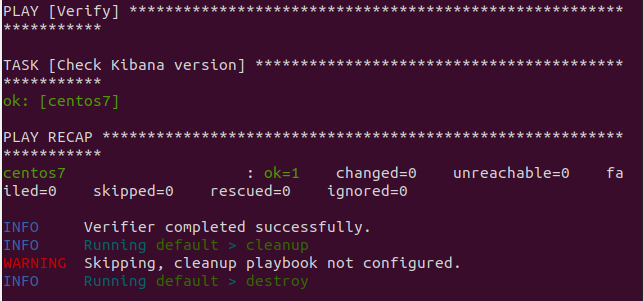 PLAY [Verify] *******************************************************
***********
TASK [Check Kibana version] *****************************************
***********
ok: [centos7]
PLAY RECAP **********************************************************
***********
centos7                    : ok=1    changed=0    unreachable=0    fa
iled=0    skipped=0    rescued=0    ignored=0
INFO     Verifier completed successfully.
INFO     Running default > cleanup
WARNING  Skipping, cleanup playbook not configured.
INFO     Running default > destroy